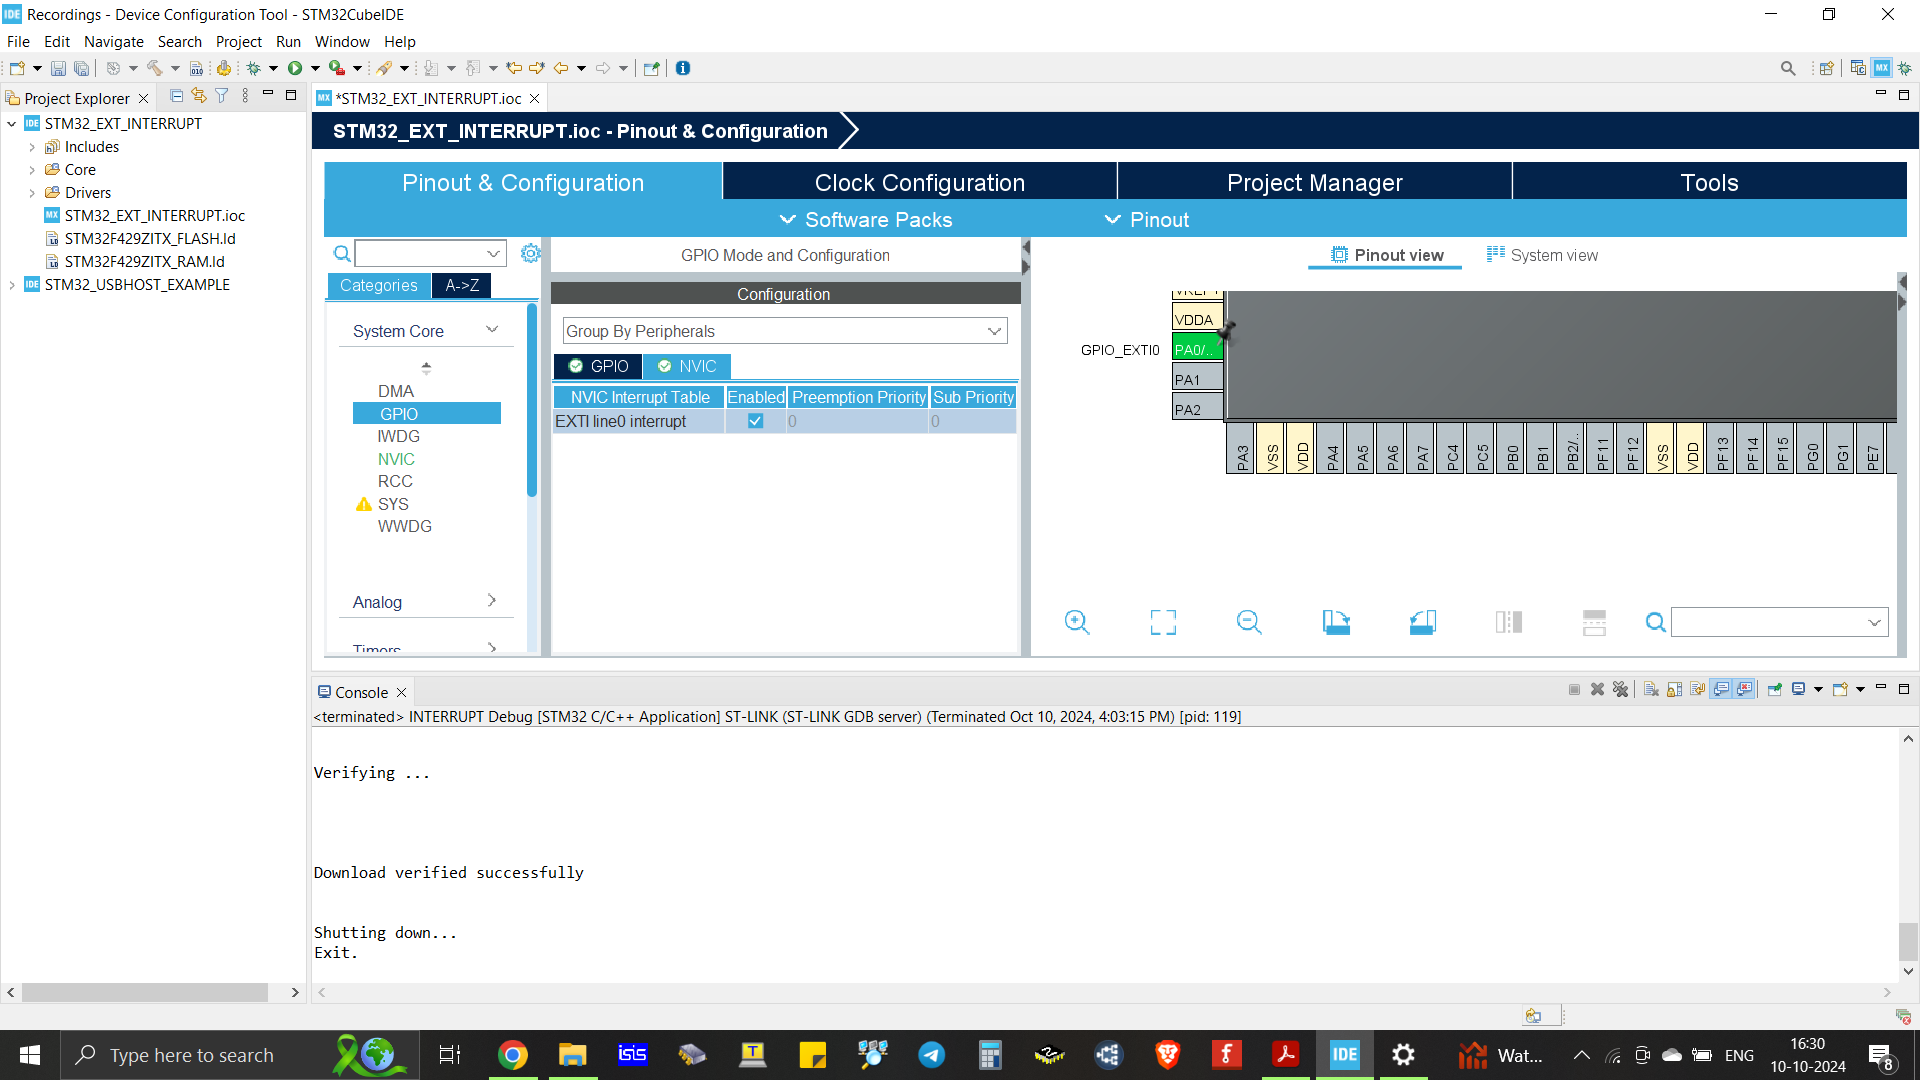 Recordings - Device Configuration Tool - STM32CubeIDE
File Edit Navigate Search Project Run Window Help
Project Explorer
*STM32_EXT_INTERRUPT.ioc
STM32_EXT_INTERRUPT
Includes
Core
Drivers
STM32_EXT_INTERRUPT.ioc
STM32F429ZITX_FLASH.ld
STM32F429ZITX_RAM.ld
STM32_USBHOST_EXAMPLE
STM32_EXT_INTERRUPT.ioc - Pinout & Configuration
Pinout & Configuration
Clock Configuration
Project Manager
Tools
Software Packs
Pinout
Categories
A->Z
System Core
DMA
GPIO
IWDG
NVIC
RCC
SYS
WWDG
Analog
Timers
GPIO Mode and Configuration
Configuration
Group By Peripherals
GPIO
NVIC
NVIC Interrupt Table Enabled Preemption Priority Sub Priority
EXTI line0 interrupt 0 0
Pinout view
System view
VDDA
GPIO_EXTI0
PA0/..
PA1
PA2
PA3
VSS
VDD
PA4
PA5
PA6
PA7
PC4
PC5
PB0
PB1
PB2/..
PF11
PF12
VSS
VDD
PF13
PF14
PF15
PG0
PG1
PE7
Console
<terminated> INTERRUPT Debug [STM32 C/C++ Application] ST-LINK (ST-LINK GDB server) (Terminated Oct 10, 2024, 4:03:15 PM) [pid: 119]
Verifying ...
Download verified successfully
Shutting down...
Exit.
Type here to search
Wat...
ENG
16:30
10-10-2024
8